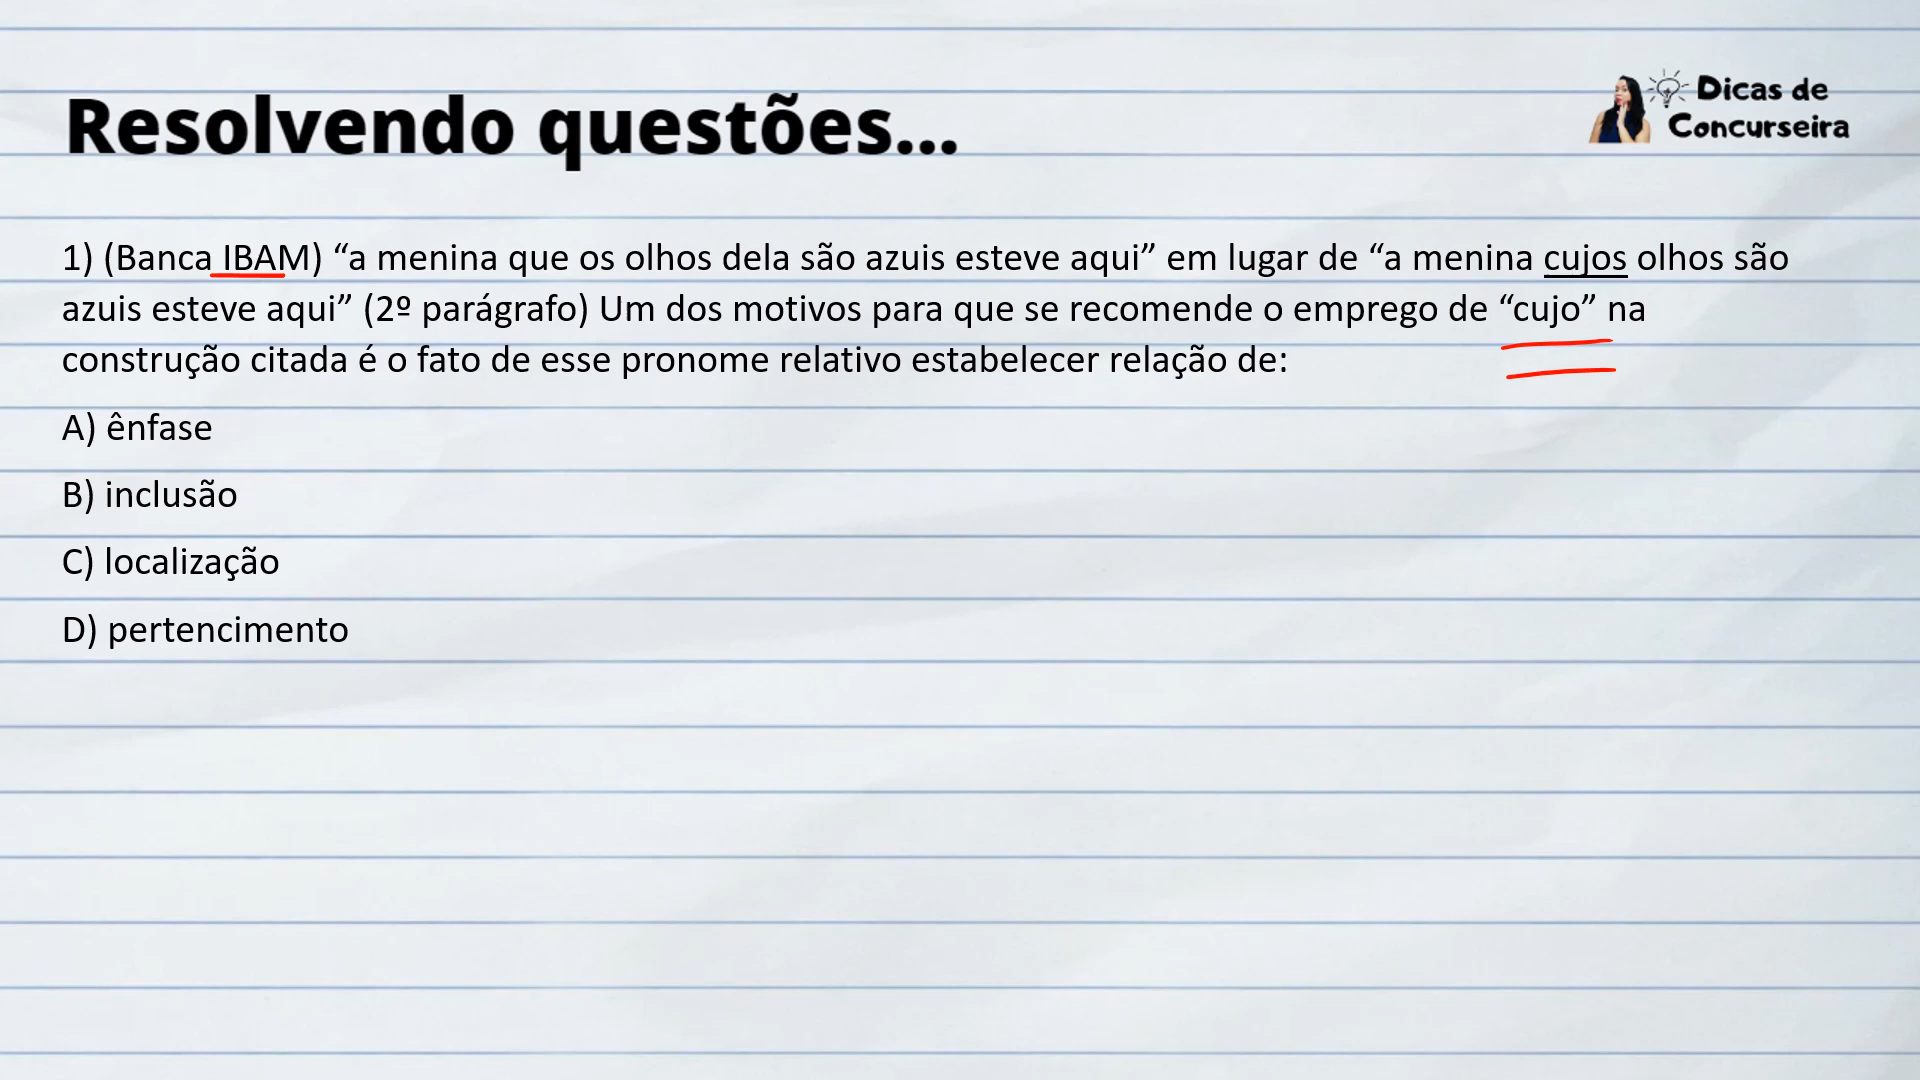 Resolvendo questões...
Dicas de
Concurseira
1) (Banca IBAM) “a menina que os olhos dela são azuis esteve aqui” em lugar de “a menina cujos olhos são
azuis esteve aqui” (2º parágrafo) Um dos motivos para que se recomende o emprego de “cujo” na
construção citada é o fato de esse pronome relativo estabelecer relação de:
A) ênfase
B) inclusão
C) localização
D) pertencimento